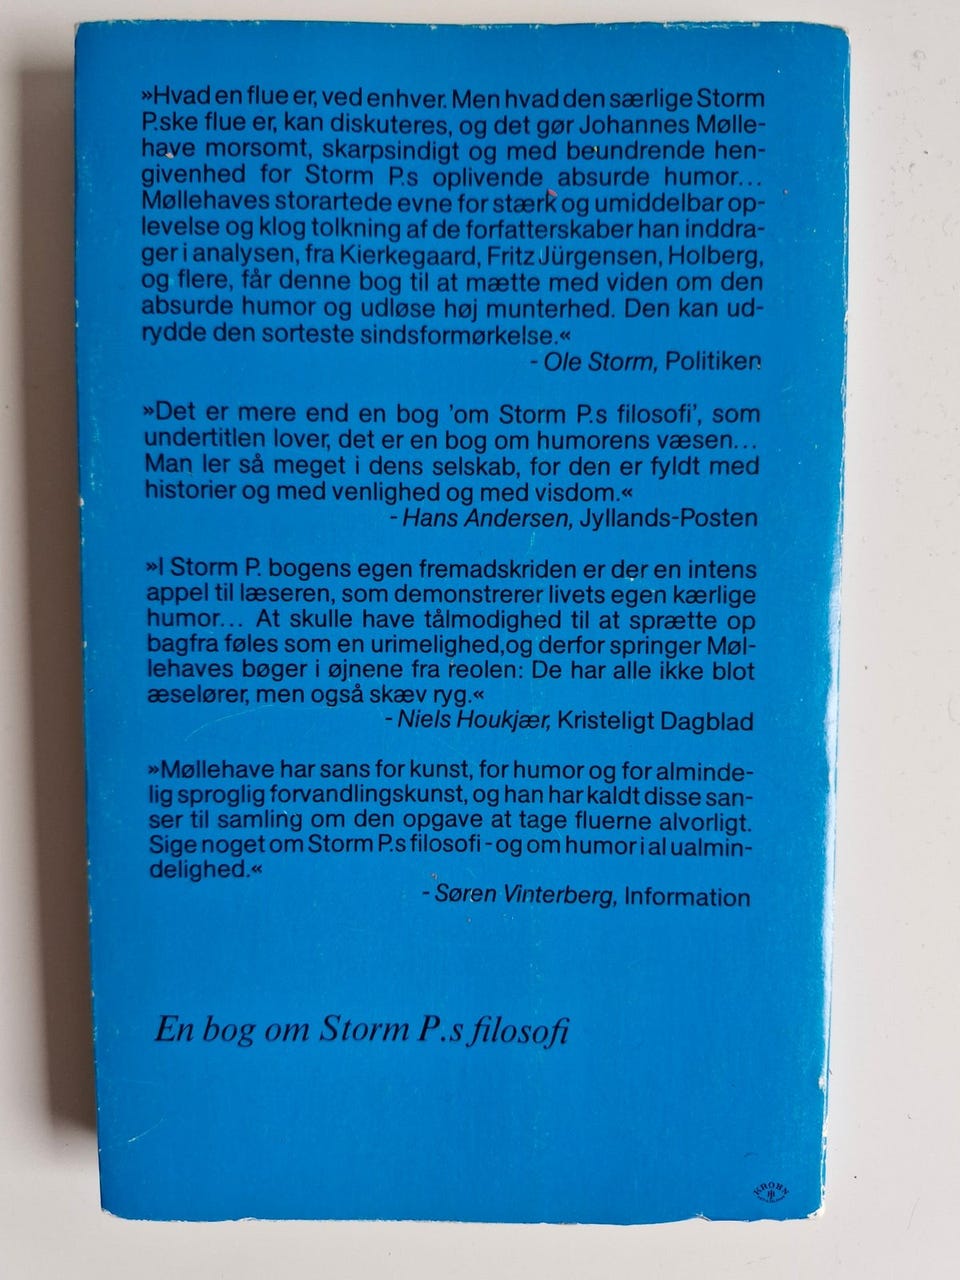 »Hvad en flue er, ved enhver. Men hvad den særlige Storm
P.ske flue er, kan diskuteres, og det gør Johannes Mølle-
have morsomt, skarpsindigt og med beundrende hen-
givenhed for Storm P.s oplivende absurde humor...
Møllehaves storartede evne for stærk og umiddelbar op-
levelse og klog tolkning af de forfatterskaber han inddra-
ger i analysen, fra Kierkegaard, Fritz Jürgensen, Holberg,
og flere, får denne bog til at mætte med viden om den
absurde humor og udløse høj munterhed. Den kan ud-
rydde den sorteste sindsformørkelse.«
- Ole Storm, Politiken
»Det er mere end en bog 'om Storm P.s filosofi', som
undertitlen lover, det er en bog om humorens væsen...
Man ler så meget i dens selskab, for den er fyldt med
historier og med venlighed og med visdom.«
- Hans Andersen, Jyllands-Posten
»I Storm P. bogens egen fremadskriden er der en intens
appel til læseren, som demonstrerer livets egen kærlige
humor... At skulle have tålmodighed til at sprætte op
bagfra føles som en urimelighed,og derfor springer Møl-
lehaves bøger i øjnene fra reolen: De har alle ikke blot
æselører, men også skæv ryg.«
- Niels Houkjær, Kristeligt Dagblad
»Møllehave har sans for kunst, for humor og for alminde-
lig sproglig forvandlingskunst, og han har kaldt disse san-
ser til samling om den opgave at tage fluerne alvorligt.
Sige noget om Storm P.s filosofi - og om humor i al ualmin-
delighed.«
- Søren Vinterberg, Information
En bog om Storm P.s filosofi
KROHN